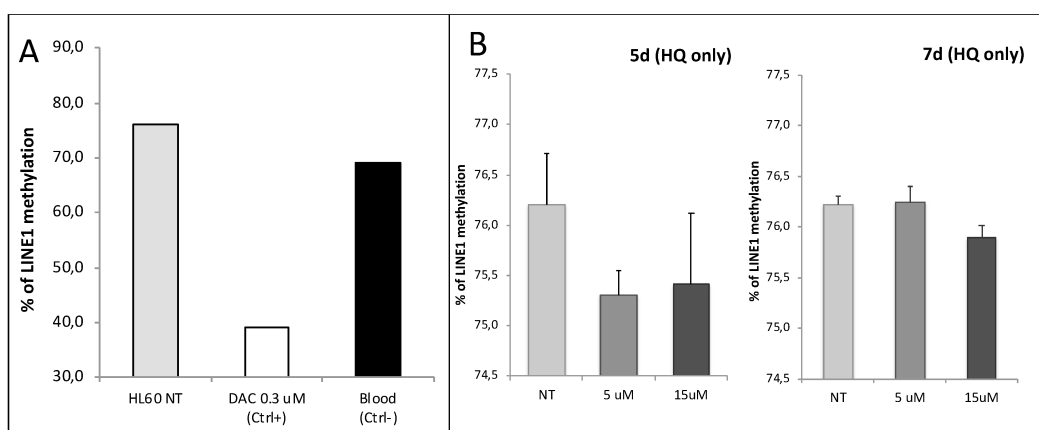 A
90,0
80,0
70,0
60,0
50,0
40,0
30,0
% of LINE1 methylation
HL60 NT
DAC 0.3 uM
(Ctrl+)
Blood
(Ctrl-)
B
5d (HQ only)
77,5
77,0
76,5
76,0
75,5
75,0
74,5
% of LINE1 methylation
NT
5 uM
15uM
7d (HQ only)
77,5
77,0
76,5
76,0
75,5
75,0
74,5
% of LINE1 methylation
NT
5 uM
15uM